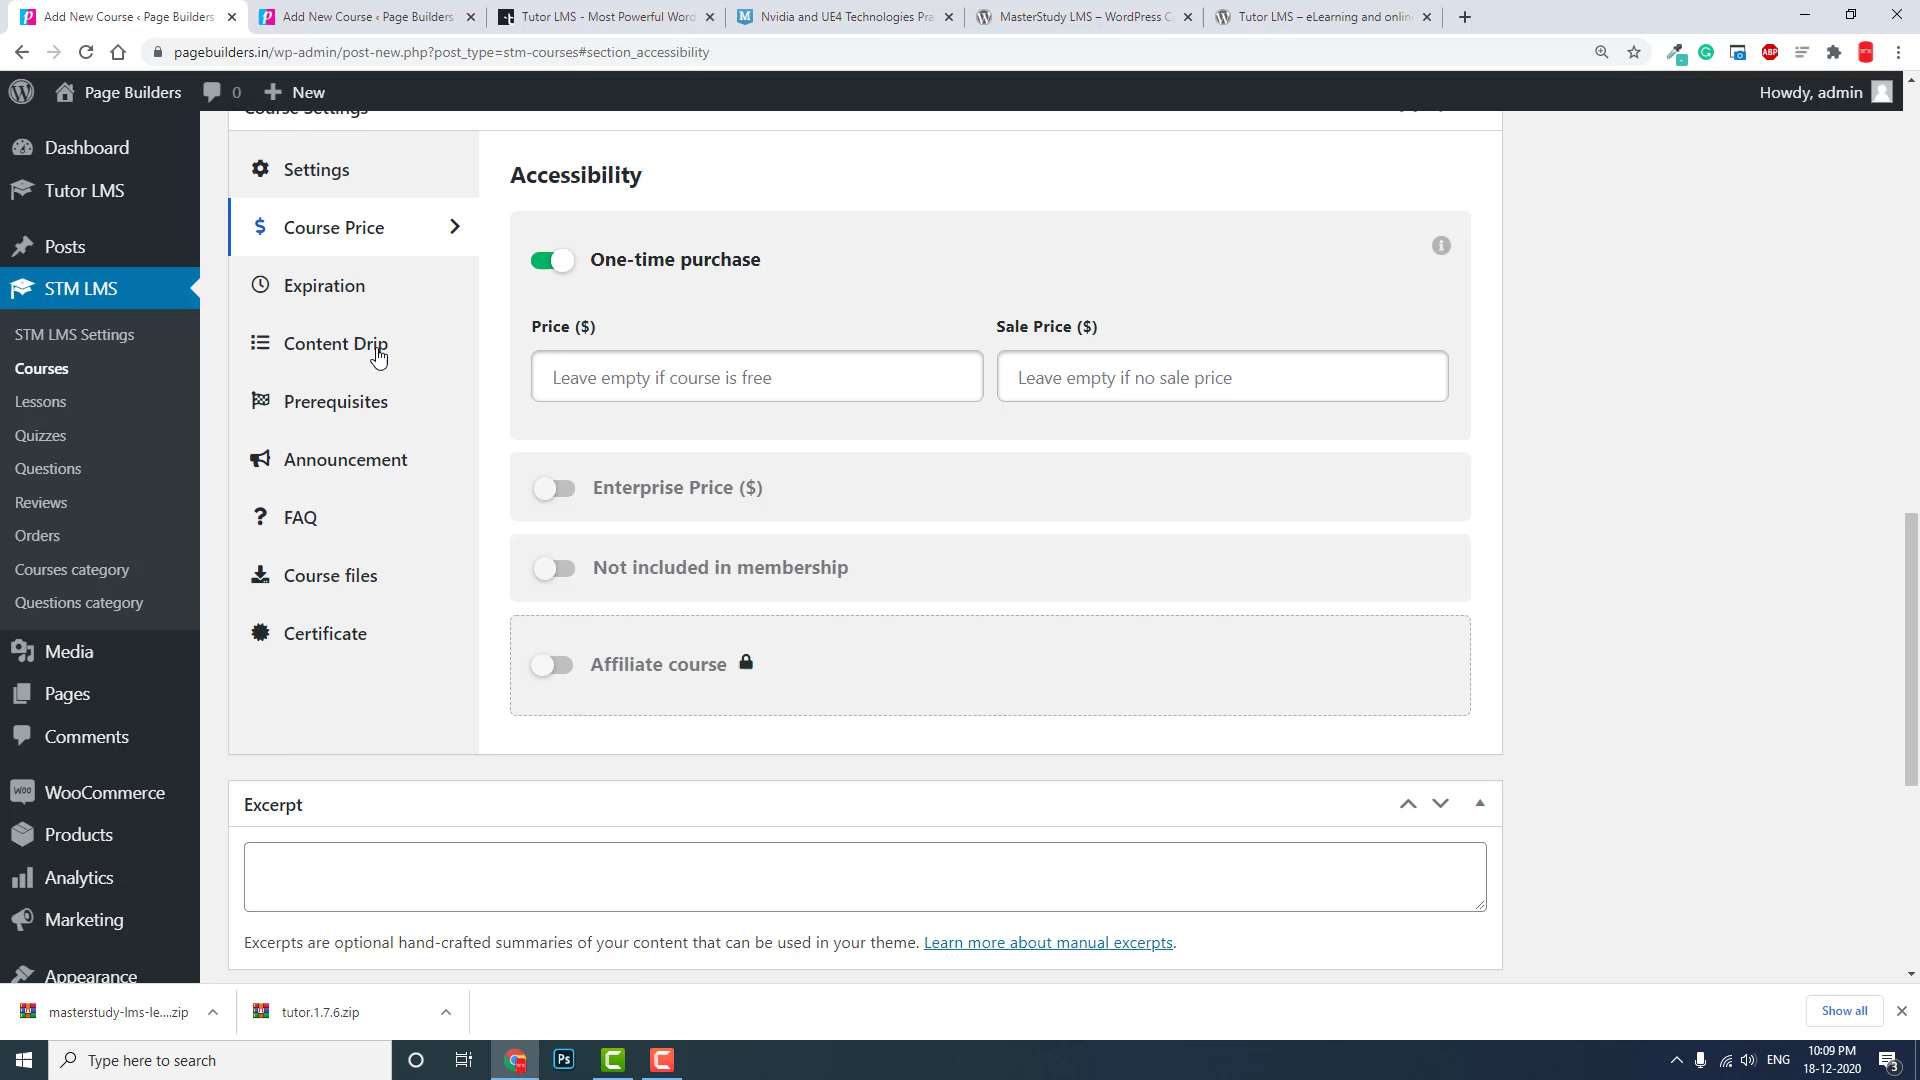 Add New Course ‹ Page Builders
Add New Course ‹ Page Builders
Tutor LMS - Most Powerful Word
Nvidia and UE4 Technologies Pra
MasterStudy LMS – WordPress C
Tutor LMS – eLearning and onlin
pagebuilders.in/wp-admin/post-new.php?post_type=stm-courses#section_accessibility
ABP
Page Builders
0
New
Howdy, admin
Course Settings
Dashboard
Tutor LMS
Posts
STM LMS
STM LMS Settings
Courses
Lessons
Quizzes
Questions
Reviews
Orders
Courses category
Questions category
Media
Pages
Comments
WooCommerce
Products
Analytics
Marketing
Appearance
Settings
Course Price
Expiration
Content Drip
Prerequisites
Announcement
FAQ
Course files
Certificate
Accessibility
One-time purchase
Price ($)
Sale Price ($)
Leave empty if course is free
Leave empty if no sale price
Enterprise Price ($)
Not included in membership
Affiliate course
Excerpt
Excerpts are optional hand-crafted summaries of your content that can be used in your theme. Learn more about manual excerpts.
masterstudy-lms-le....zip
tutor.1.7.6.zip
Show all
Type here to search
Ps
ENG
10:09 PM
18-12-2020
3